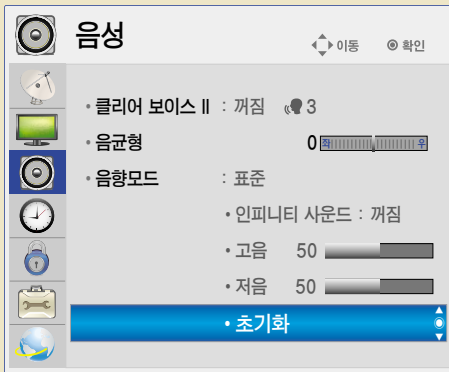 음성
이동 확인
• 클리어 보이스 II : 꺼짐 3
• 음균형 0 좌 우
• 음향모드 : 표준
• 인피니티 사운드 : 꺼짐
• 고음 50
• 저음 50
• 초기화